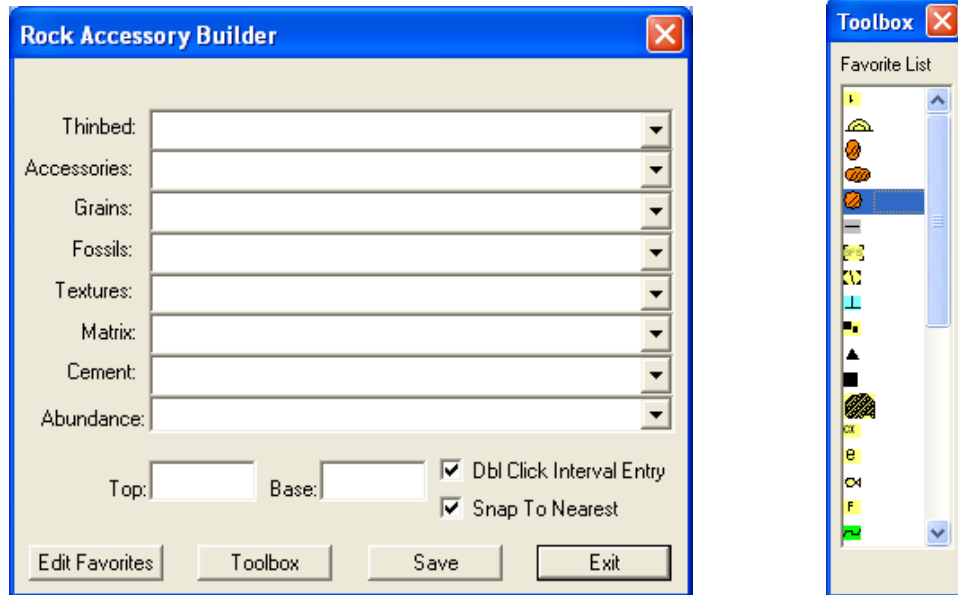 Rock Accessory Builder
Thinbed:
Accessories:
Grains:
Fossils:
Textures:
Matrix:
Cement:
Abundance:
Top:
Base:
Dbl Click Interval Entry
Snap To Nearest
Edit Favorites
Toolbox
Save
Exit
Toolbox
Favorite List
CX
e
F